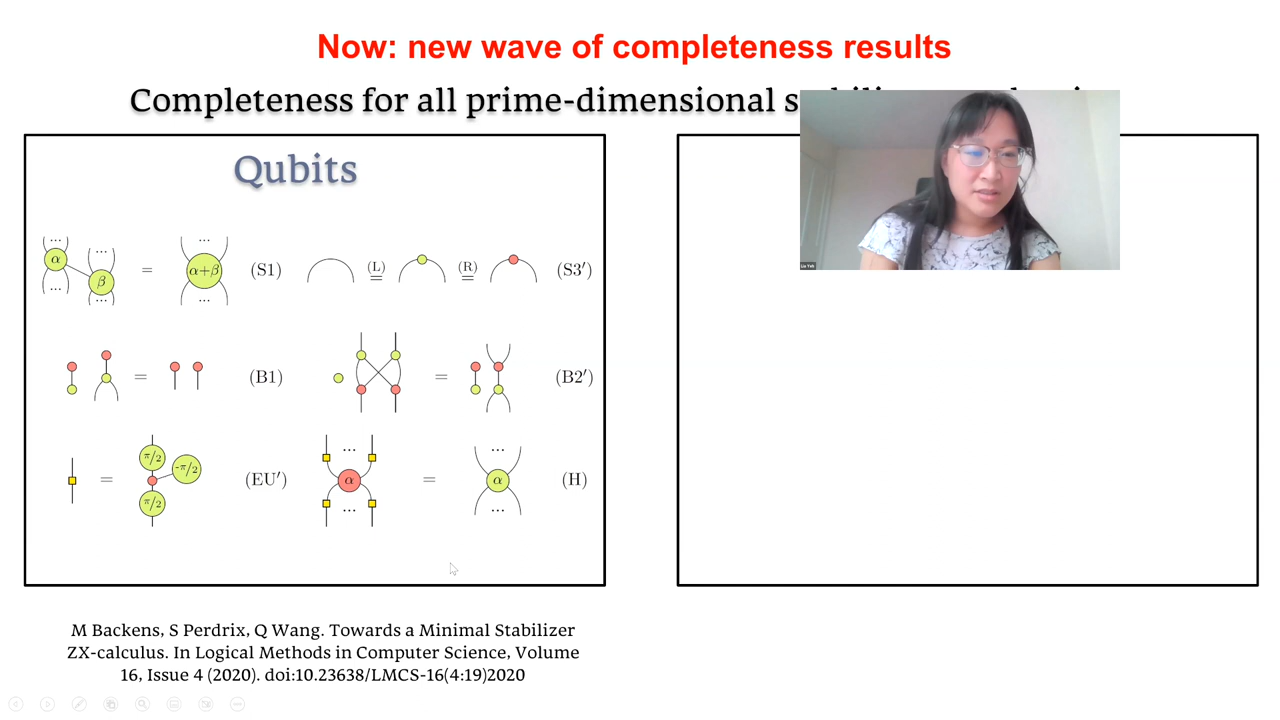 Now: new wave of completeness results
Completeness for all prime-dimensional
Qubits
... ... ...
α β = α+β (S1) (L) = (R) = (S3′)
... ... ...
= (B1) = (B2′)
= π/2 -π/2 π/2 (EU′) ... α ... = ... α ... (H)
M Backens, S Perdrix, Q Wang. Towards a Minimal Stabilizer
ZX-calculus. In Logical Methods in Computer Science, Volume
16, Issue 4 (2020). doi:10.23638/LMCS-16(4:19)2020
Lia Yeh